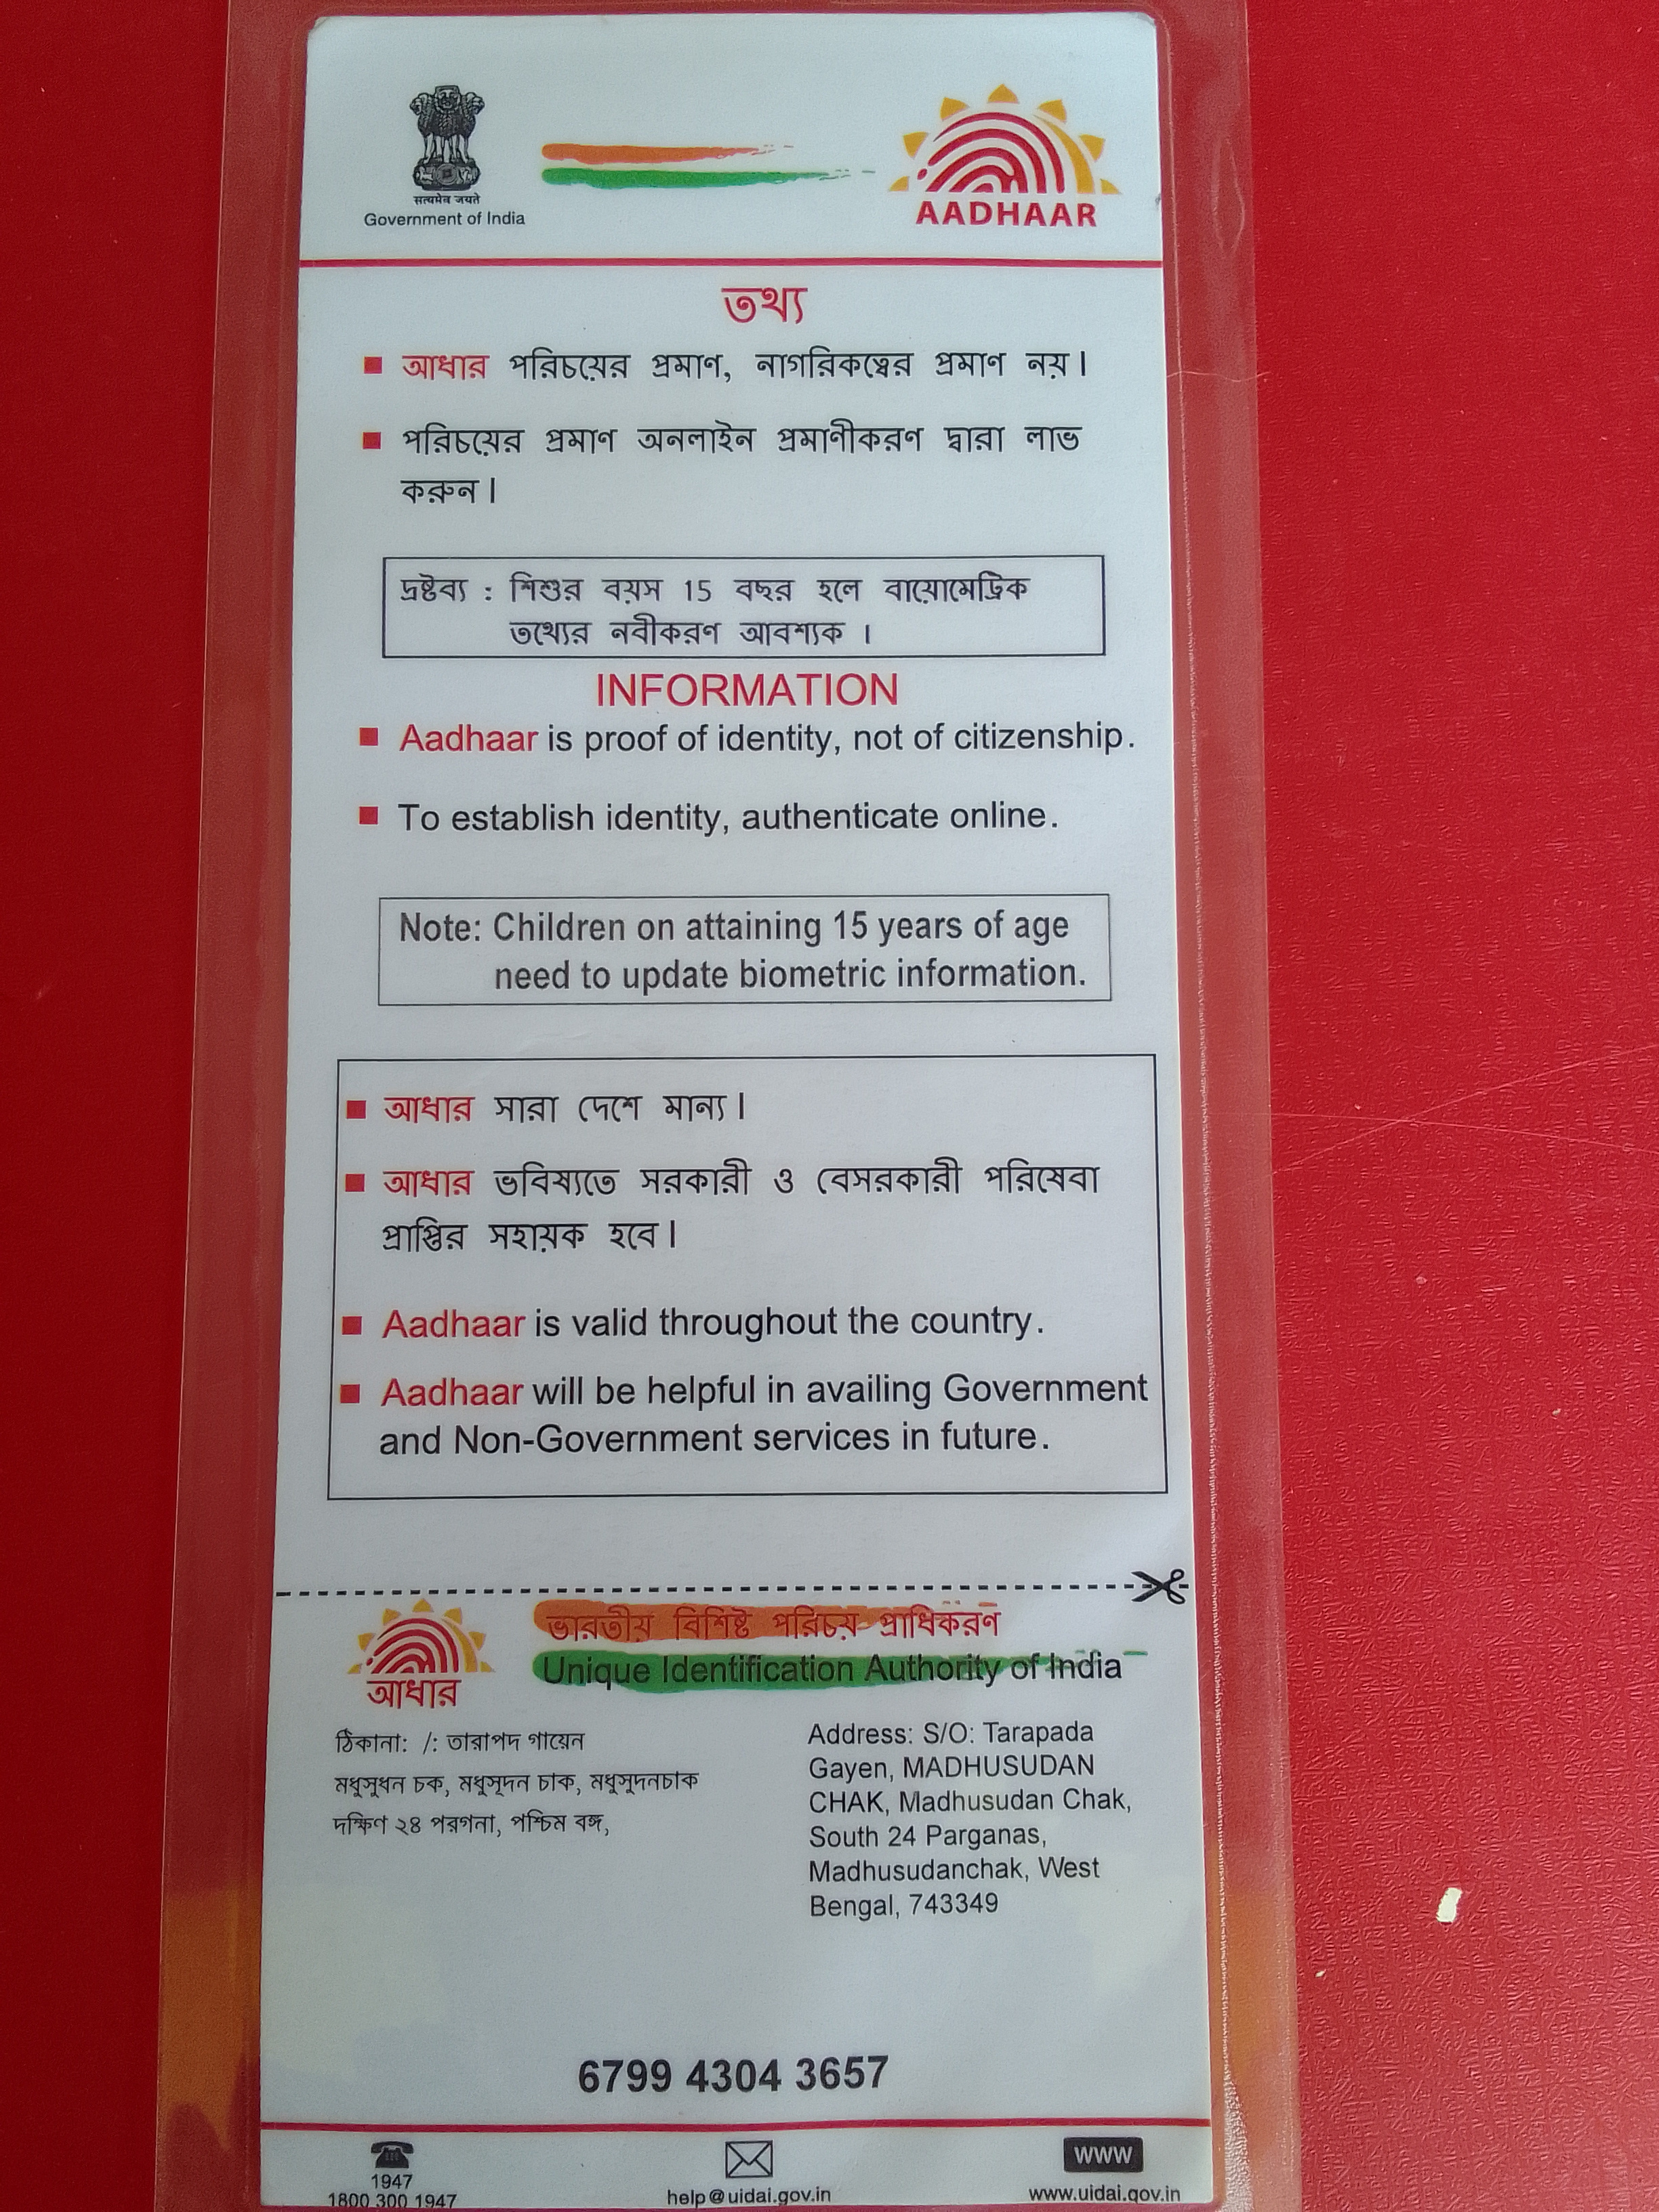 सत्यमेव जयते
Government of India
AADHAAR
তথ্য
আধার পরিচয়ের প্রমাণ, নাগরিকত্বের প্রমাণ নয়।
পরিচয়ের প্রমাণ অনলাইন প্রমাণীকরণ দ্বারা লাভ
করুন।
দ্রষ্টব্য : শিশুর বয়স 15 বছর হলে বায়োমেট্রিক
তথ্যের নবীকরণ আবশ্যক ।
INFORMATION
Aadhaar is proof of identity, not of citizenship.
To establish identity, authenticate online.
Note: Children on attaining 15 years of age
need to update biometric information.
আধার সারা দেশে মান্য।
আধার ভবিষ্যতে সরকারী ও বেসরকারী পরিষেবা
প্রাপ্তির সহায়ক হবে।
Aadhaar is valid throughout the country.
Aadhaar will be helpful in availing Government
and Non-Government services in future.
আধার
ভারতীয় বিশিষ্ট পরিচয় প্রাধিকরণ
Unique Identification Authority of India
ঠিকানা: /: তারাপদ গায়েন
মধুসুধন চক, মধুসূদন চাক, মধুসুদনচাক
দক্ষিণ ২৪ পরগনা, পশ্চিম বঙ্গ,
Address: S/O: Tarapada
Gayen, MADHUSUDAN
CHAK, Madhusudan Chak,
South 24 Parganas,
Madhusudanchak, West
Bengal, 743349
6799 4304 3657
1947
1800 300 1947
help@uidai.gov.in
www
www.uidai.gov.in